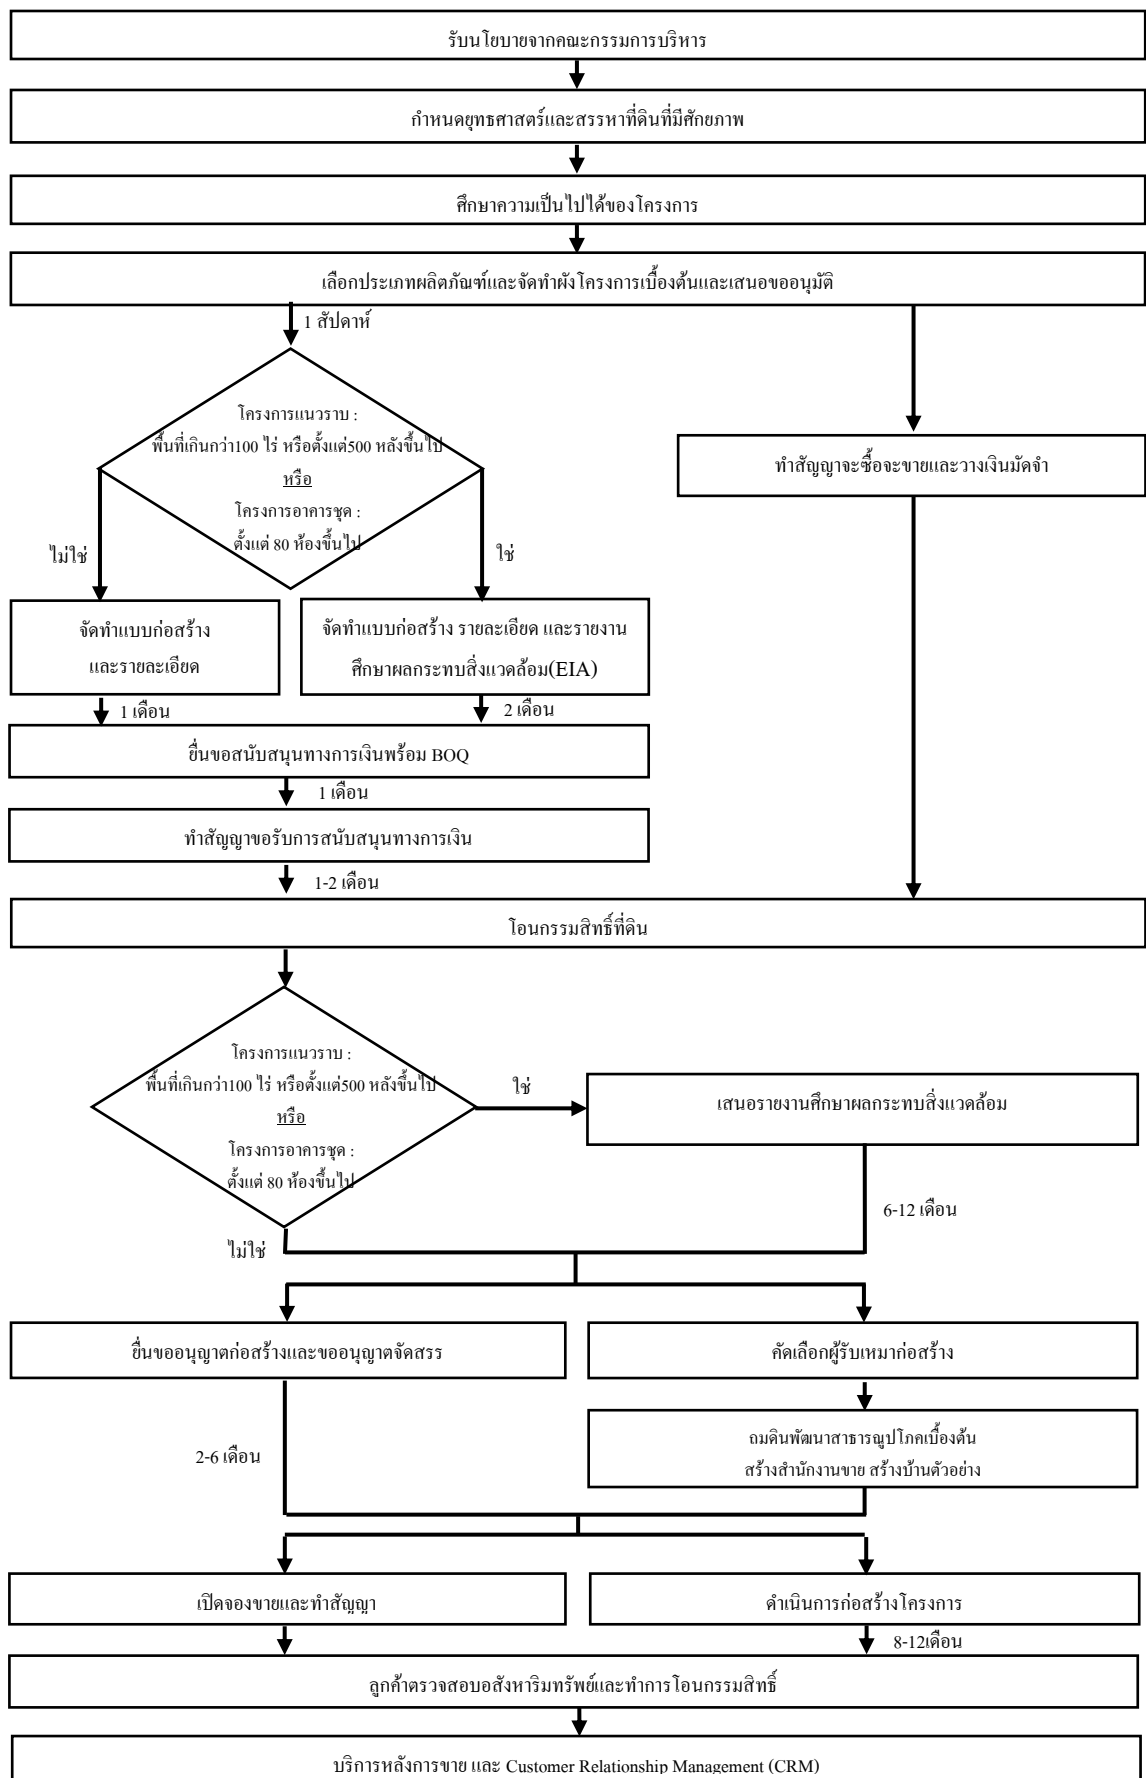 รับนโยบายจากคณะกรรมการบริหาร
กำหนดยุทธศาสตร์และสรรหาที่ดินที่มีศักยภาพ
ศึกษาความเป็นไปได้ของโครงการ
เลือกประเภทผลิตภัณฑ์และจัดทำผังโครงการเบื้องต้นและเสนอขออนุมัติ
1 สัปดาห์
โครงการแนวราบ :
พื้นที่เกินกว่า100 ไร่ หรือตั้งแต่500 หลังขึ้นไป
หรือ
โครงการอาคารชุด :
ตั้งแต่ 80 ห้องขึ้นไป
ทำสัญญาจะซื้อจะขายและวางเงินมัดจำ
ไม่ใช่
ใช่
จัดทำแบบก่อสร้าง
และรายละเอียด
จัดทำแบบก่อสร้าง รายละเอียด และรายงาน
ศึกษาผลกระทบสิ่งแวดล้อม(EIA)
1 เดือน
2 เดือน
ยื่นขอสนับสนุนทางการเงินพร้อม BOQ
1 เดือน
ทำสัญญาขอรับการสนับสนุนทางการเงิน
1-2 เดือน
โอนกรรมสิทธิ์ที่ดิน
โครงการแนวราบ :
พื้นที่เกินกว่า100 ไร่ หรือตั้งแต่500 หลังขึ้นไป
หรือ
โครงการอาคารชุด :
ตั้งแต่ 80 ห้องขึ้นไป
ใช่
เสนอรายงานศึกษาผลกระทบสิ่งแวดล้อม
6-12 เดือน
ไม่ใช่
ยื่นขออนุญาตก่อสร้างและขออนุญาตจัดสรร
คัดเลือกผู้รับเหมาก่อสร้าง
2-6 เดือน
ถมดินพัฒนาสาธารณูปโภคเบื้องต้น
สร้างสำนักงานขาย สร้างบ้านตัวอย่าง
เปิดจองขายและทำสัญญา
ดำเนินการก่อสร้างโครงการ
8-12เดือน
ลูกค้าตรวจสอบอสังหาริมทรัพย์และทำการโอนกรรมสิทธิ์
บริการหลังการขาย และ Customer Relationship Management (CRM)